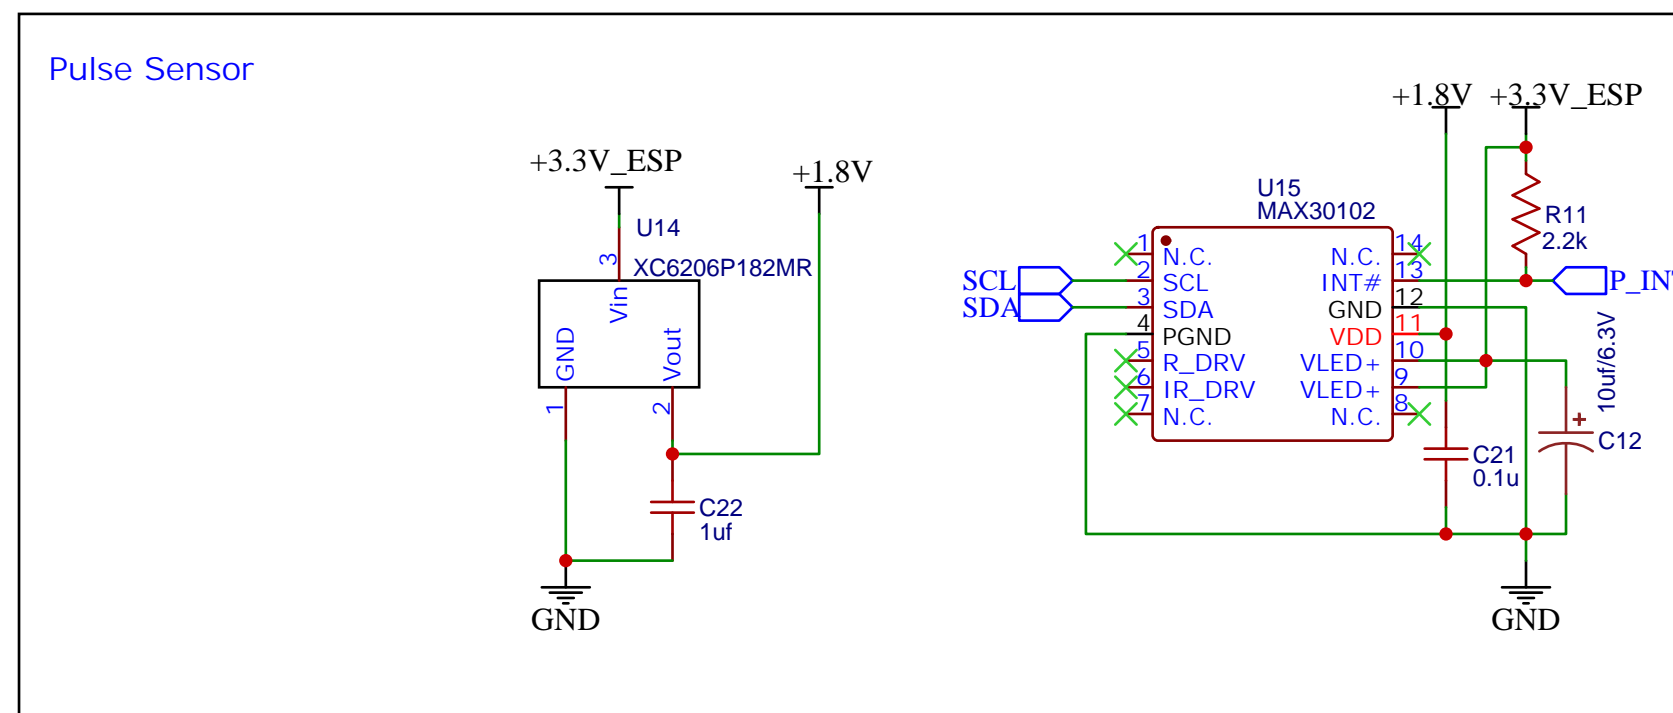 Pulse Sensor
+3.3V_ESP
+1.8V
U14
XC6206P182MR
3
Vin
GND
Vout
1
2
C22
1uf
GND
+1.8V
+3.3V_ESP
U15
MAX30102
R11
2.2k
SCL
SDA
P_INT
1
N.C.
2
SCL
3
SDA
4
PGND
5
R_DRV
6
IR_DRV
7
N.C.
14
N.C.
13
INT#
12
GND
11
VDD
10
VLED+
9
VLED+
8
N.C.
10uf/6.3V
+
C12
C21
0.1u
GND